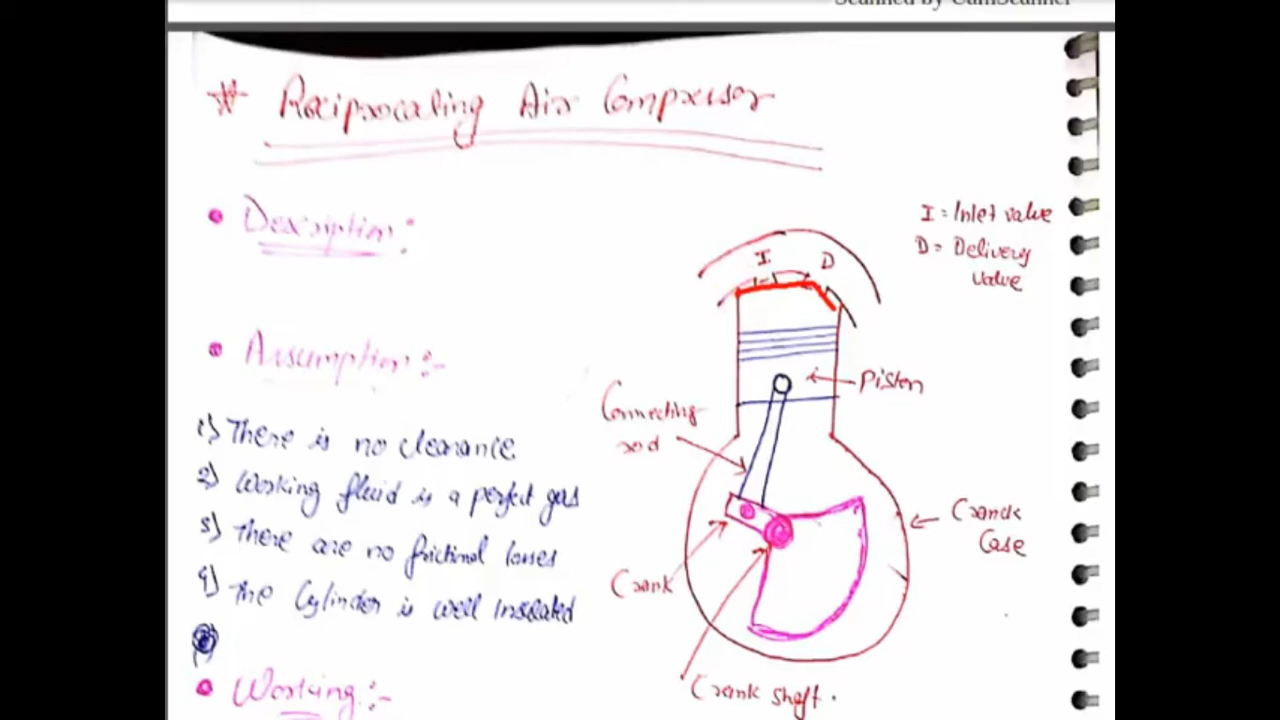 Scanned by CamScanner
* Reciprocating Air Compressor
• Description:
I = Inlet valve
D = Delivery
valve
I D
• Assumption:-
Piston
Connecting
rod
1) There is no clearance
2) Working fluid is a perfect gas
3) There are no frictional losses
4) The Cylinder is well insulated
Crank
Case
Crank
Crank shaft.
• Working:-